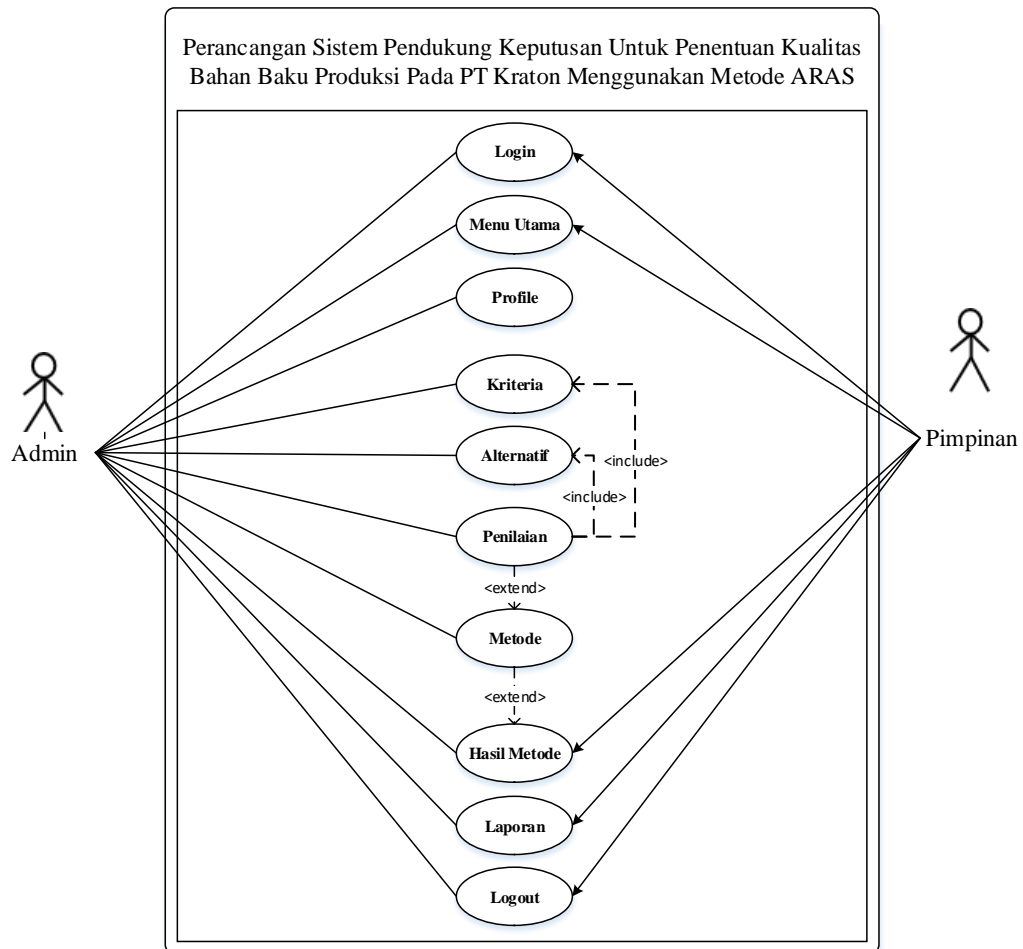 Perancangan Sistem Pendukung Keputusan Untuk Penentuan Kualitas
Bahan Baku Produksi Pada PT Kraton Menggunakan Metode ARAS
Login
Menu Utama
Profile
Kriteria
Alternatif
<include>
<include>
Penilaian
<extend>
Metode
<extend>
Hasil Metode
Laporan
Logout
Admin
Pimpinan